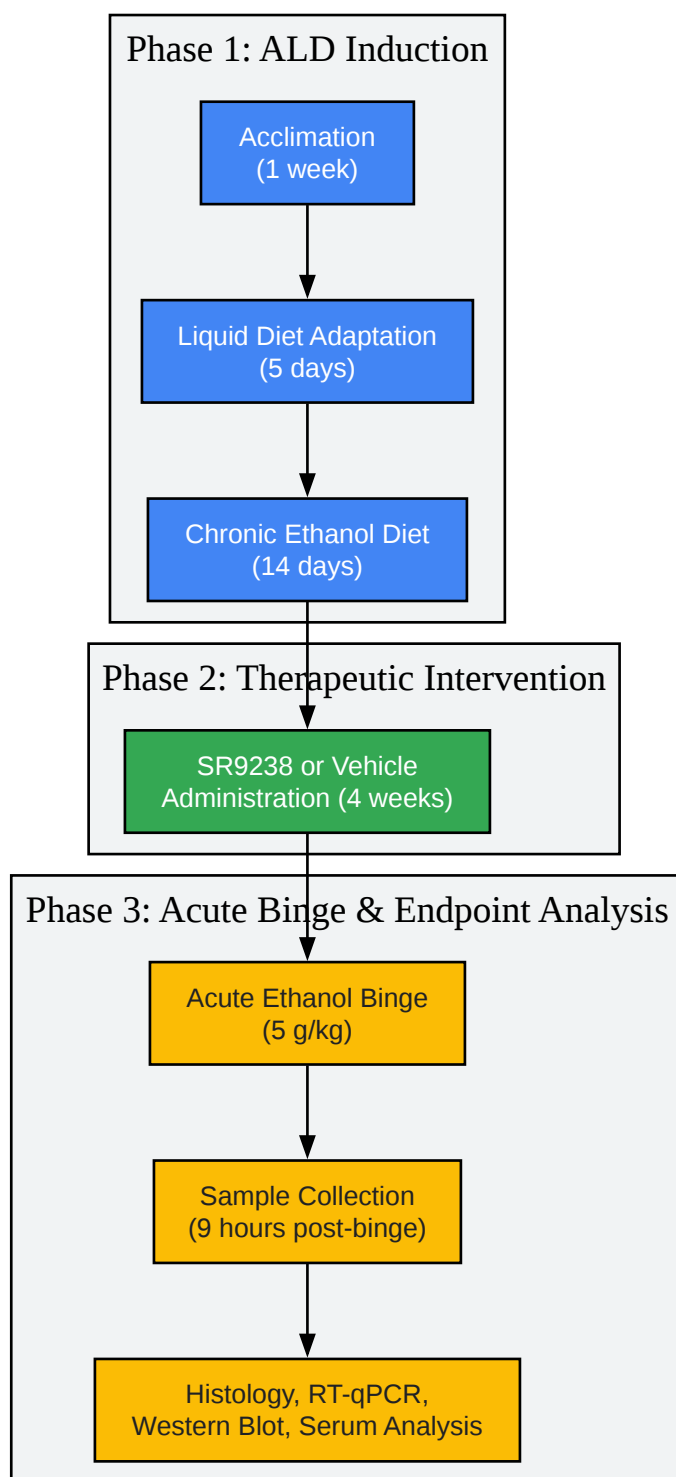 Phase 1: ALD Induction
Acclimation
(1 week)
Liquid Diet Adaptation
(5 days)
Chronic Ethanol Diet
(14 days)
Phase 2: Therapeutic Intervention
SR9238 or Vehicle
Administration (4 weeks)
Phase 3: Acute Binge & Endpoint Analysis
Acute Ethanol Binge
(5 g/kg)
Sample Collection
(9 hours post-binge)
Histology, RT-qPCR,
Western Blot, Serum Analysis